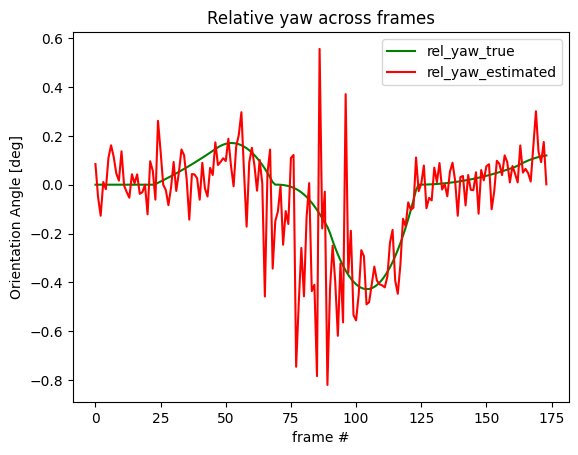 Relative yaw across frames
rel_yaw_true
rel_yaw_estimated
Orientation Angle [deg]
0.6
0.4
0.2
0.0
−0.2
−0.4
−0.6
−0.8
0 25 50 75 100 125 150 175
frame #